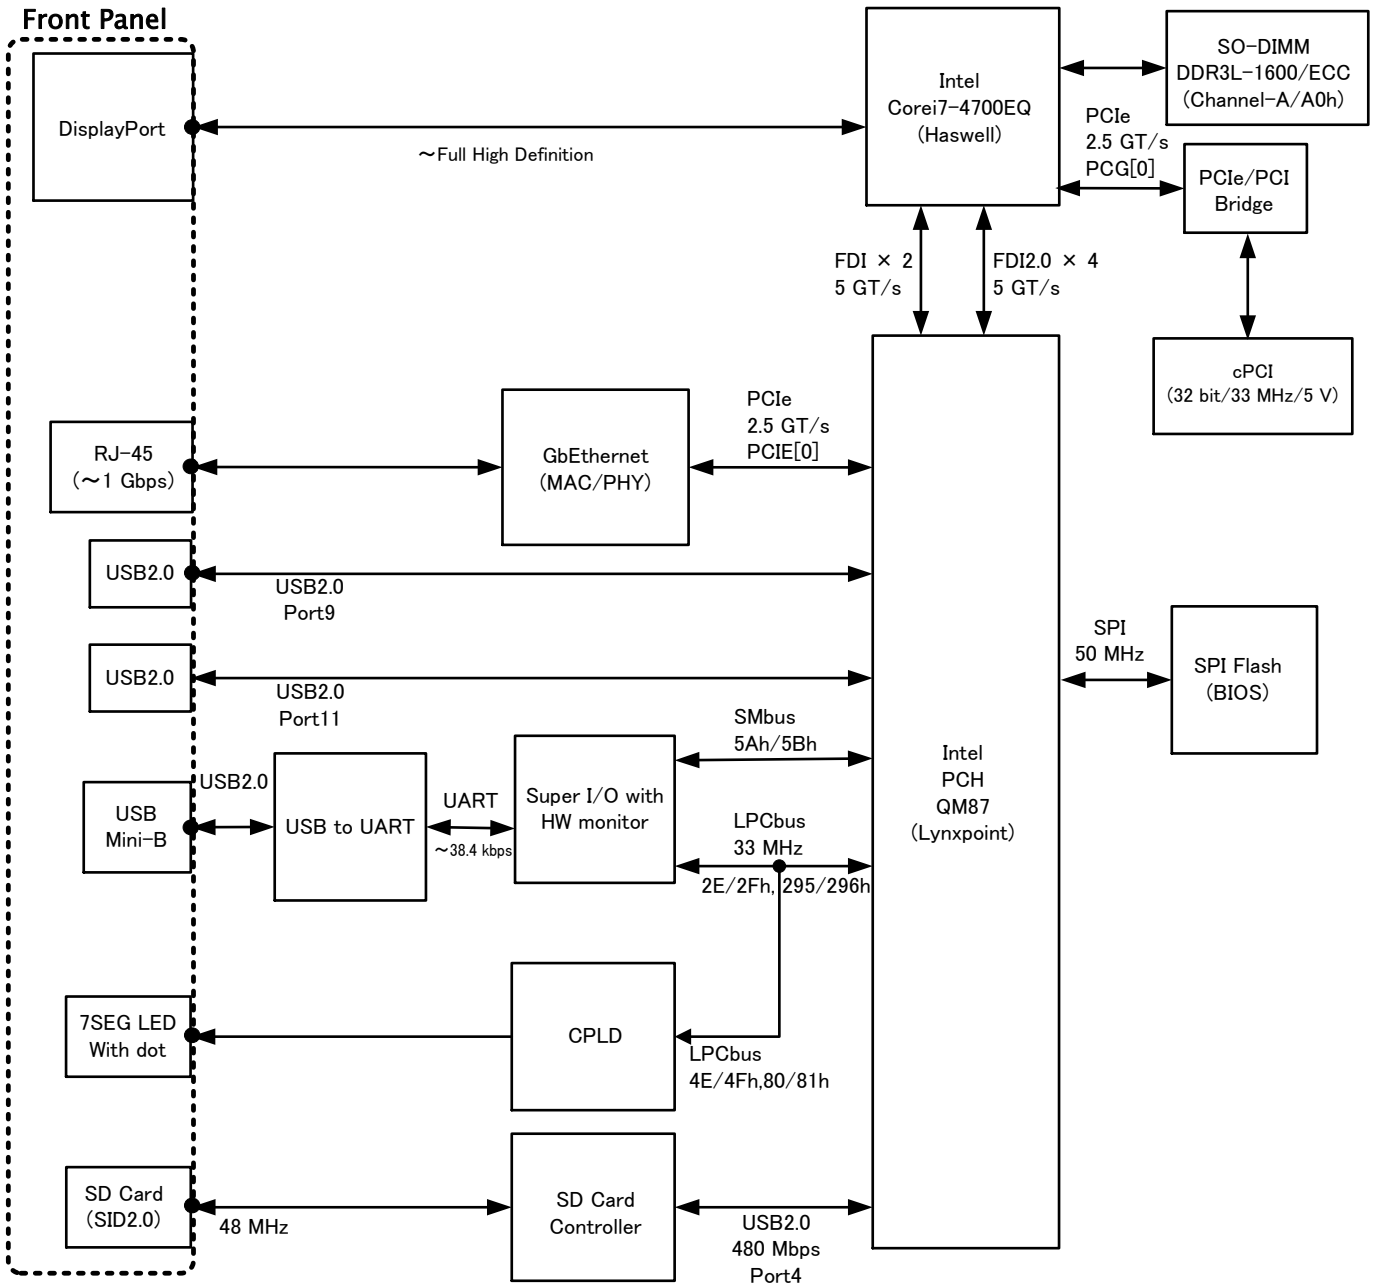 Front Panel
DisplayPort
～Full High Definition
Intel
Corei7-4700EQ
(Haswell)
SO-DIMM
DDR3L-1600/ECC
(Channel-A/A0h)
PCIe
2.5 GT/s
PCG[0]
PCIe/PCI
Bridge
FDI × 2
5 GT/s
FDI2.0 × 4
5 GT/s
cPCI
(32 bit/33 MHz/5 V)
RJ-45
(～1 Gbps)
GbEthernet
(MAC/PHY)
PCIe
2.5 GT/s
PCIE[0]
USB2.0
USB2.0
Port9
USB2.0
USB2.0
Port11
SPI
50 MHz
SPI Flash
(BIOS)
Intel
PCH
QM87
(Lynxpoint)
USB
Mini-B
USB2.0
USB to UART
UART
～38.4 kbps
Super I/O with
HW monitor
SMbus
5Ah/5Bh
LPCbus
33 MHz
2E/2Fh, 295/296h
7SEG LED
With dot
CPLD
LPCbus
4E/4Fh,80/81h
SD Card
(SID2.0)
48 MHz
SD Card
Controller
USB2.0
480 Mbps
Port4